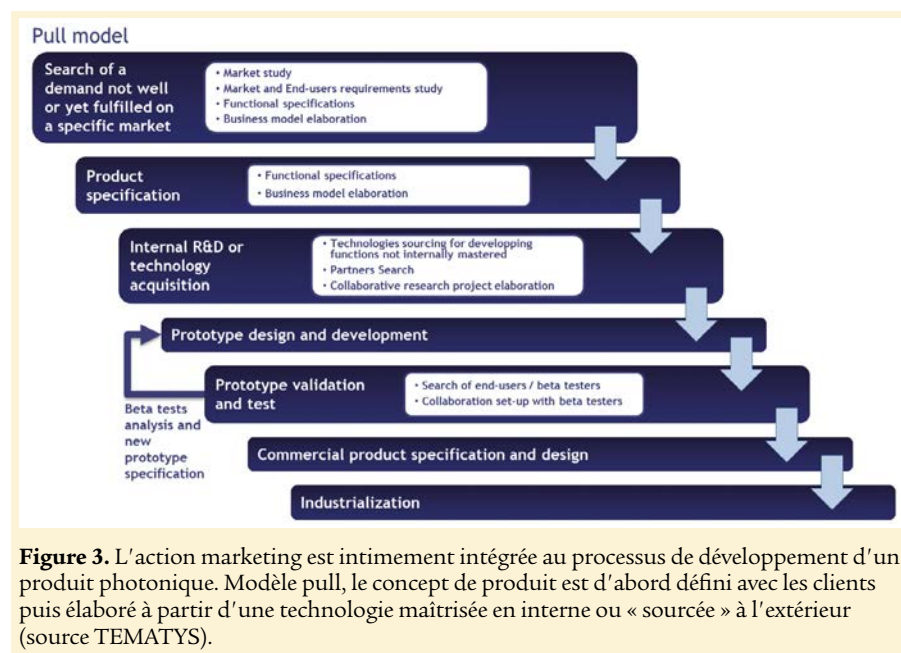 Pull model
Search of a
demand not well
or yet fulfilled on
a specific market
• Market study
• Market and End-users requirements study
• Functional specifications
• Business model elaboration
Product
specification
• Functional specifications
• Business model elaboration
Internal R&D or
technology
acquisition
• Technologies sourcing for developping
functions not internally mastered
• Partners Search
• Collaborative research project elaboration
Prototype design and development
Prototype validation
and test
• Search of end-users / beta testers
• Collaboration set-up with beta testers
Beta tests
analysis and
new
prototype
specification
Commercial product specification and design
Industrialization
Figure 3. L'action marketing est intimement intégrée au processus de développement d'un
produit photonique. Modèle pull, le concept de produit est d'abord défini avec les clients
puis élaboré à partir d'une technologie maîtrisée en interne ou « sourcée » à l'extérieur
(source TEMATYS).